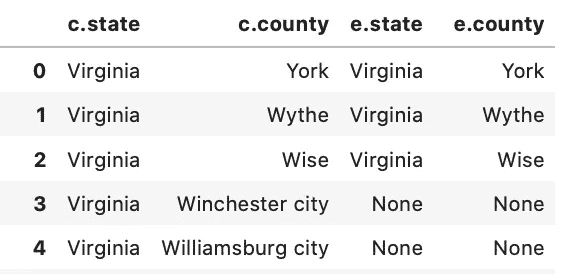 c.state c.county e.state e.county
0 Virginia York Virginia York
1 Virginia Wythe Virginia Wythe
2 Virginia Wise Virginia Wise
3 Virginia Winchester city None None
4 Virginia Williamsburg city None None